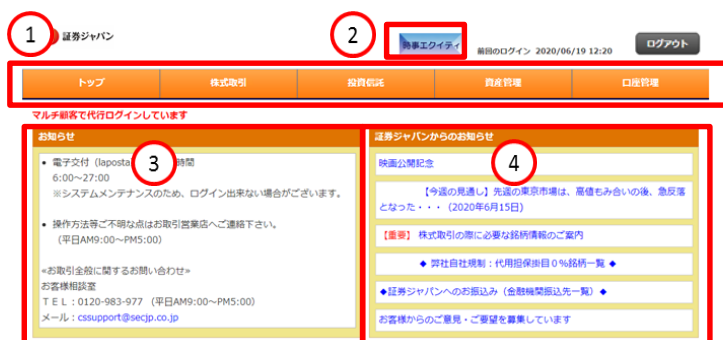 1
証券ジャパン
2
時事エクイティ
前回のログイン 2020/06/19 12:20
ログアウト
トップ 株式取引 投資信託 資産管理 口座管理
マルチ顧客で代行ログインしています
お知らせ
• 電子交付 (laposta 時間
6:00～27:00
※システムメンテナンスのため、ログイン出来ない場合がございます。
• 操作方法等ご不明な点はお取引営業店へご連絡下さい。
(平日AM9:00～PM5:00)
≪お取引全般に関するお問い合わせ≫
お客様相談室
ＴＥＬ：0120-983-977 (平日AM9:00～PM5:00)
メール：cssupport@secjp.co.jp
3
証券ジャパンからのお知らせ
映画公開記念
4
【今週の見通し】先週の東京市場は、高値もみ合いの後、急反落
となった・・・ (2020年6月15日)
【重要】 株式取引の際に必要な銘柄情報のご案内
◆ 弊社自社規制：代用担保掛目０％銘柄一覧 ◆
◆証券ジャパンへのお振込み（金融機関振込先一覧）◆
お客様からのご意見・ご要望を募集しています